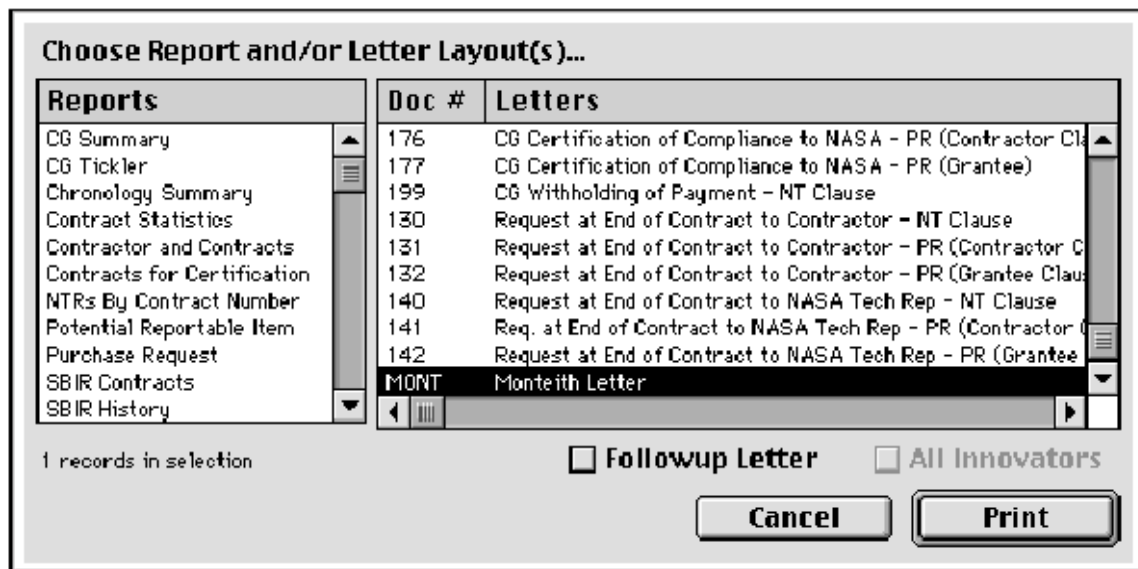 Choose Report and/or Letter Layout(s)...
Reports
CG Summary
CG Tickler
Chronology Summary
Contract Statistics
Contractor and Contracts
Contracts for Certification
NTRs By Contract Number
Potential Reportable Item
Purchase Request
SBIR Contracts
SBIR History
Doc # Letters
176 CG Certification of Compliance to NASA - PR (Contractor Cla
177 CG Certification of Compliance to NASA - PR (Grantee)
199 CG Withholding of Payment - NT Clause
130 Request at End of Contract to Contractor - NT Clause
131 Request at End of Contract to Contractor - PR (Contractor C
132 Request at End of Contract to Contractor - PR (Grantee Claus
140 Request at End of Contract to NASA Tech Rep - NT Clause
141 Req. at End of Contract to NASA Tech Rep - PR (Contractor C
142 Request at End of Contract to NASA Tech Rep - PR (Grantee
MONT Monteith Letter
1 records in selection
Followup Letter
All Innovators
Cancel
Print